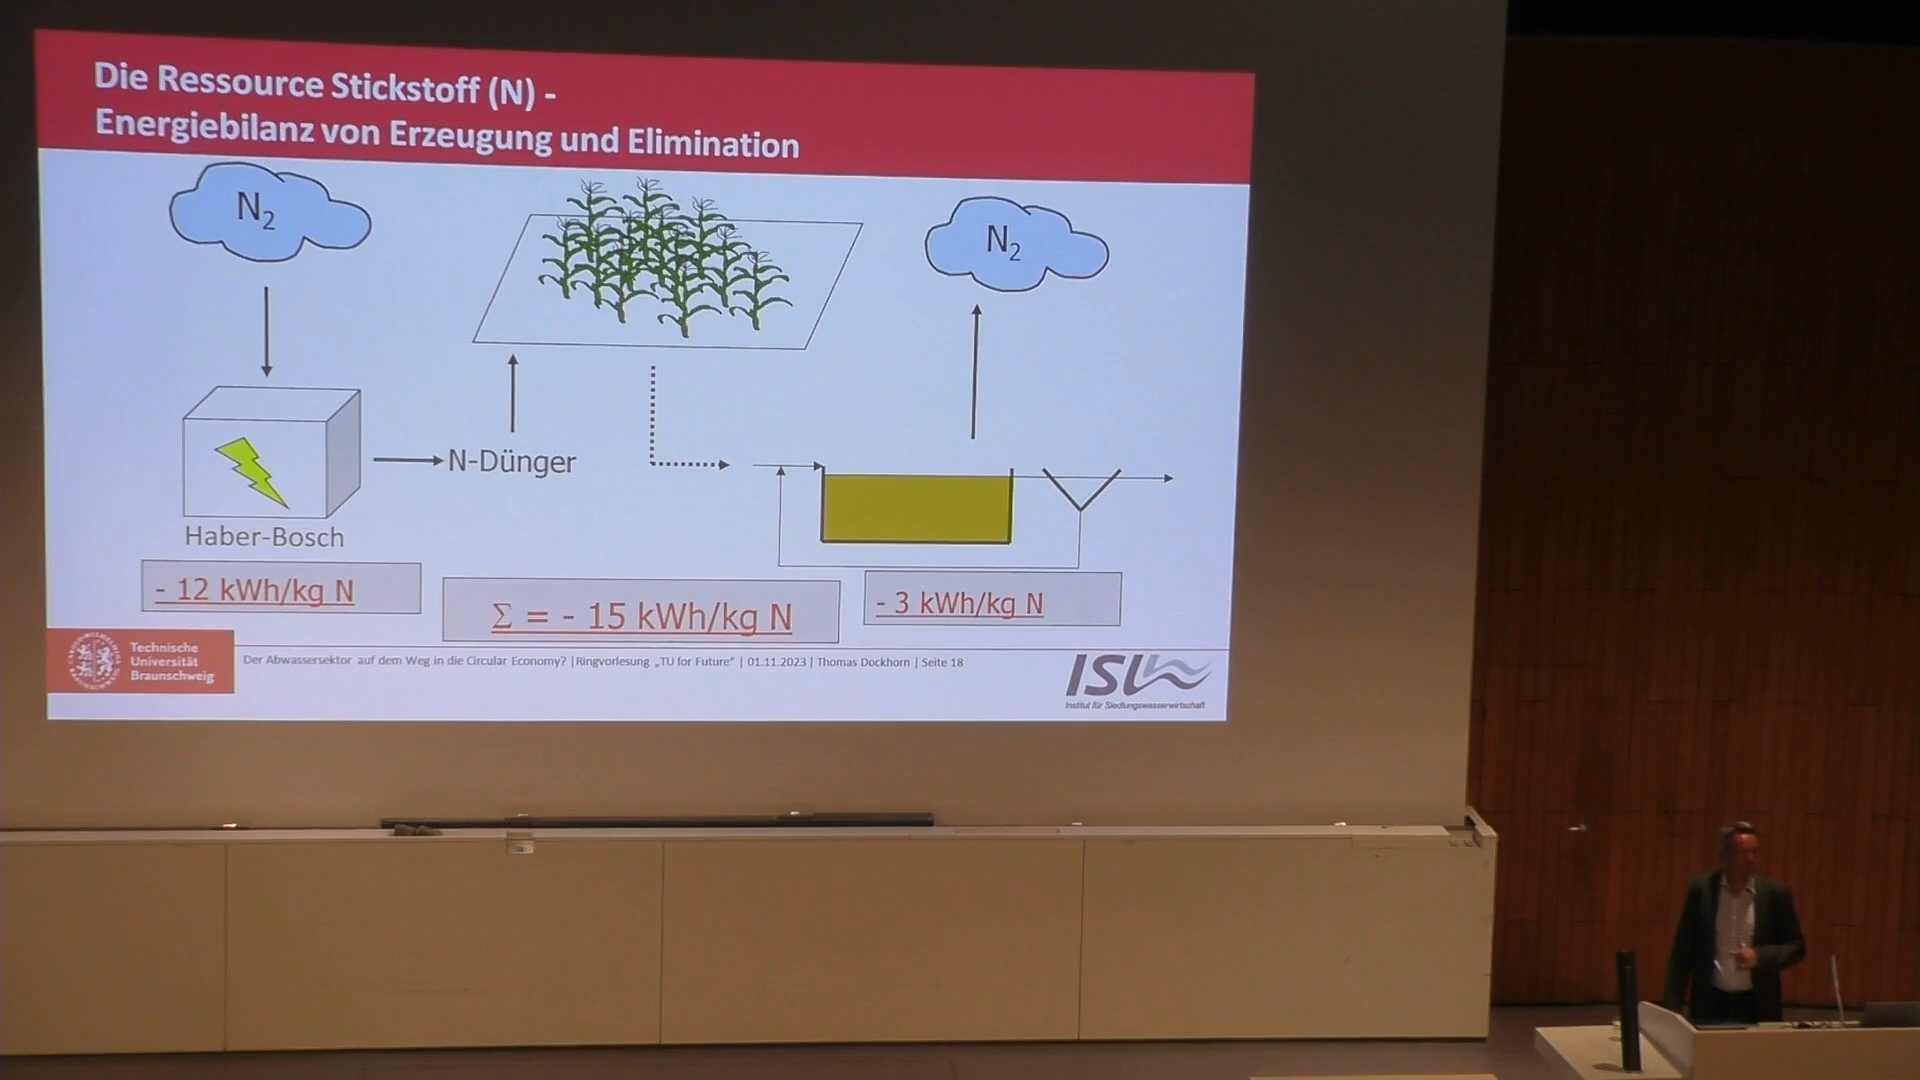 Die Ressource Stickstoff (N) -
Energiebilanz von Erzeugung und Elimination
N₂
N₂
N-Dünger
Haber-Bosch
- 12 kWh/kg N
Σ = - 15 kWh/kg N
- 3 kWh/kg N
Technische
Universität
Braunschweig
Der Abwassersektor auf dem Weg in die Circular Economy? |Ringvorlesung „TU for Future“ | 01.11.2023 | Thomas Dockhorn | Seite 18
ISW
Institut für Siedlungswasserwirtschaft